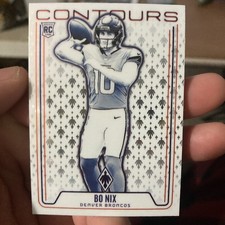 CONTOURS
RC
10
BO NIX
DENVER BRONCOS